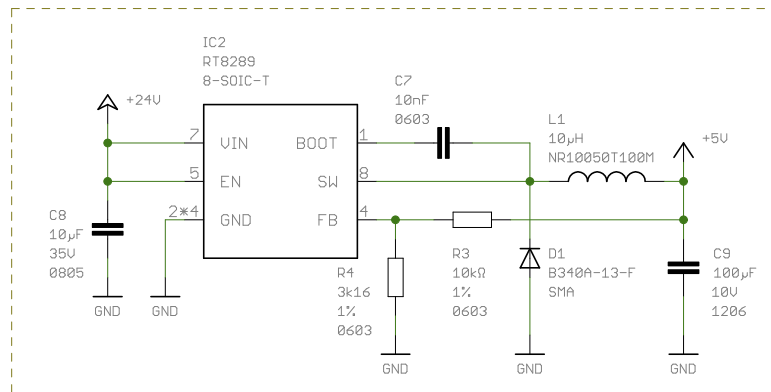 IC2
RT8289
8-SOIC-T
+24V
7
VIN
5
EN
2*4
GND
BOOT
1
SW
8
FB
4
C7
10nF
0603
L1
10µH
NR10050T100M
+5V
C8
10µF
35V
0805
GND
GND
R4
3k16
1%
0603
GND
R3
10kΩ
1%
0603
D1
B340A-13-F
SMA
GND
C9
100µF
10V
1206
GND